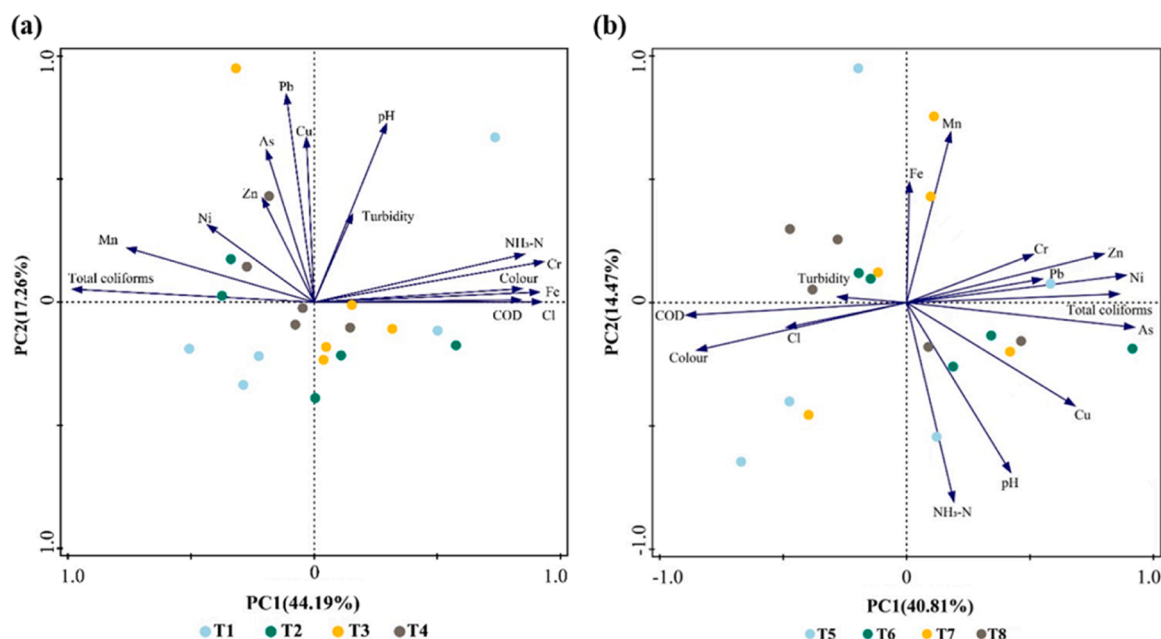 (a)
(b)
1.0
Pb
pH
As
Cu
Zn
Turbidity
Ni
Mn
NH₃-N
Total coliforms
Cr
Colour
Fe
COD
Cl
0
PC2(17.26%)
1.0
1.0
0
1.0
PC1(44.19%)
T1
T2
T3
T4
1.0
Mn
Fe
Cr
Zn
Pb
Turbidity
Ni
COD
Total coliforms
Cl
As
Colour
Cu
pH
NH₃-N
0
PC2(14.47%)
-1.0
-1.0
0
1.0
PC1(40.81%)
T5
T6
T7
T8